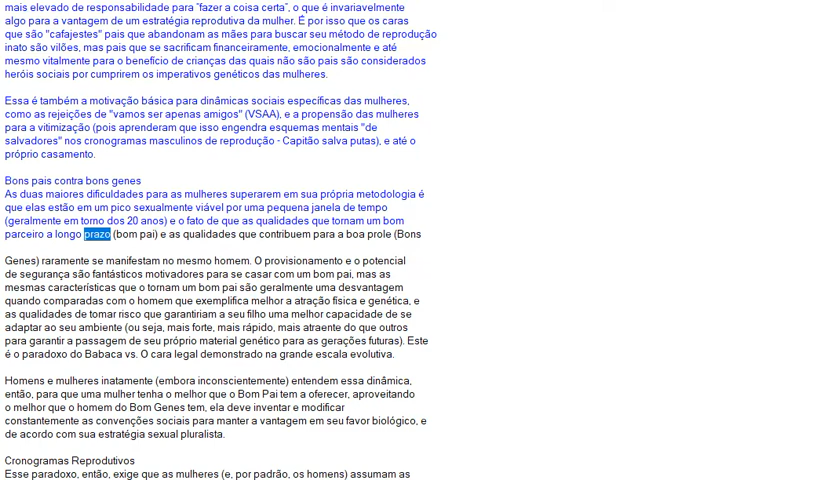 mais elevado de responsabilidade para "fazer a coisa certa", o que é invariavelmente
algo para a vantagem de um estratégia reprodutiva da mulher. É por isso que os caras
que são "cafajestes" pais que abandonam as mães para buscar seu método de reprodução
inato são vilões, mas pais que se sacrificam financeiramente, emocionalmente e até
mesmo vitalmente para o benefício de crianças das quais não são pais são considerados
heróis sociais por cumprirem os imperativos genéticos das mulheres.
Essa é também a motivação básica para dinâmicas sociais específicas das mulheres,
como as rejeições de "vamos ser apenas amigos" (VSAA), e a propensão das mulheres
para a vitimização (pois aprenderam que isso engendra esquemas mentais "de
salvadores" nos cronogramas masculinos de reprodução - Capitão salva putas), e até o
próprio casamento.
Bons pais contra bons genes
As duas maiores dificuldades para as mulheres superarem em sua própria metodologia é
que elas estão em um pico sexualmente viável por uma pequena janela de tempo
(geralmente em torno dos 20 anos) e o fato de que as qualidades que tornam um bom
parceiro a longo prazo (bom pai) e as qualidades que contribuem para a boa prole (Bons
Genes) raramente se manifestam no mesmo homem. O provisionamento e o potencial
de segurança são fantásticos motivadores para se casar com um bom pai, mas as
mesmas características que o tornam um bom pai são geralmente uma desvantagem
quando comparadas com o homem que exemplifica melhor a atração física e genética, e
as qualidades de tomar risco que garantiriam a seu filho uma melhor capacidade de se
adaptar ao seu ambiente (ou seja, mais forte, mais rápido, mais atraente do que outros
para garantir a passagem de seu próprio material genético para as gerações futuras). Este
é o paradoxo do Babaca vs. O cara legal demonstrado na grande escala evolutiva.
Homens e mulheres inatamente (embora inconscientemente) entendem essa dinâmica,
então, para que uma mulher tenha o melhor que o Bom Pai tem a oferecer, aproveitando
o melhor que o homem do Bom Genes tem, ela deve inventar e modificar
constantemente as convenções sociais para manter a vantagem em seu favor biológico, e
de acordo com sua estratégia sexual pluralista.
Cronogramas Reprodutivos
Esse paradoxo, então, exige que as mulheres (e, por padrão, os homens) assumam as